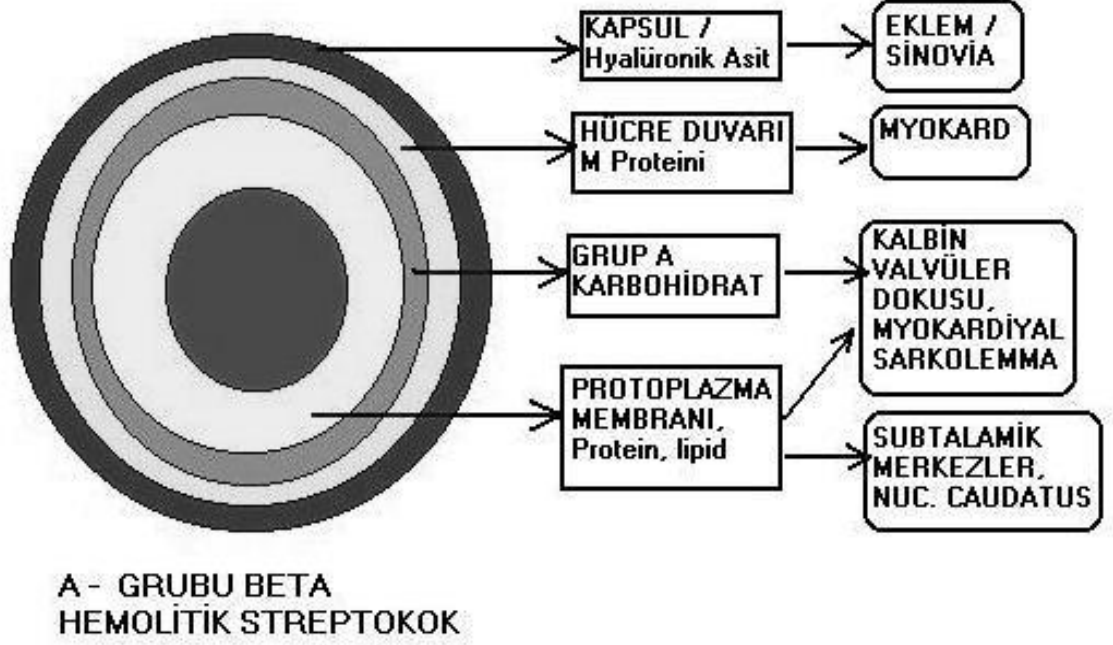 KAPSUL /
Hyalüronik Asit
EKLEM /
SİNOVİA
HÜCRE DUVARI
M Proteini
MYOKARD
GRUP A
KARBOHİDRAT
KALBİN
VALVÜLER
DOKUSU,
MYOKARDİYAL
SARKOLEMMA
PROTOPLAZMA
MEMBRANI,
Protein, lipid
SUBTALAMİK
MERKEZLER,
NUC. CAUDATUS
A - GRUBU BETA
HEMOLİTİK STREPTOKOK